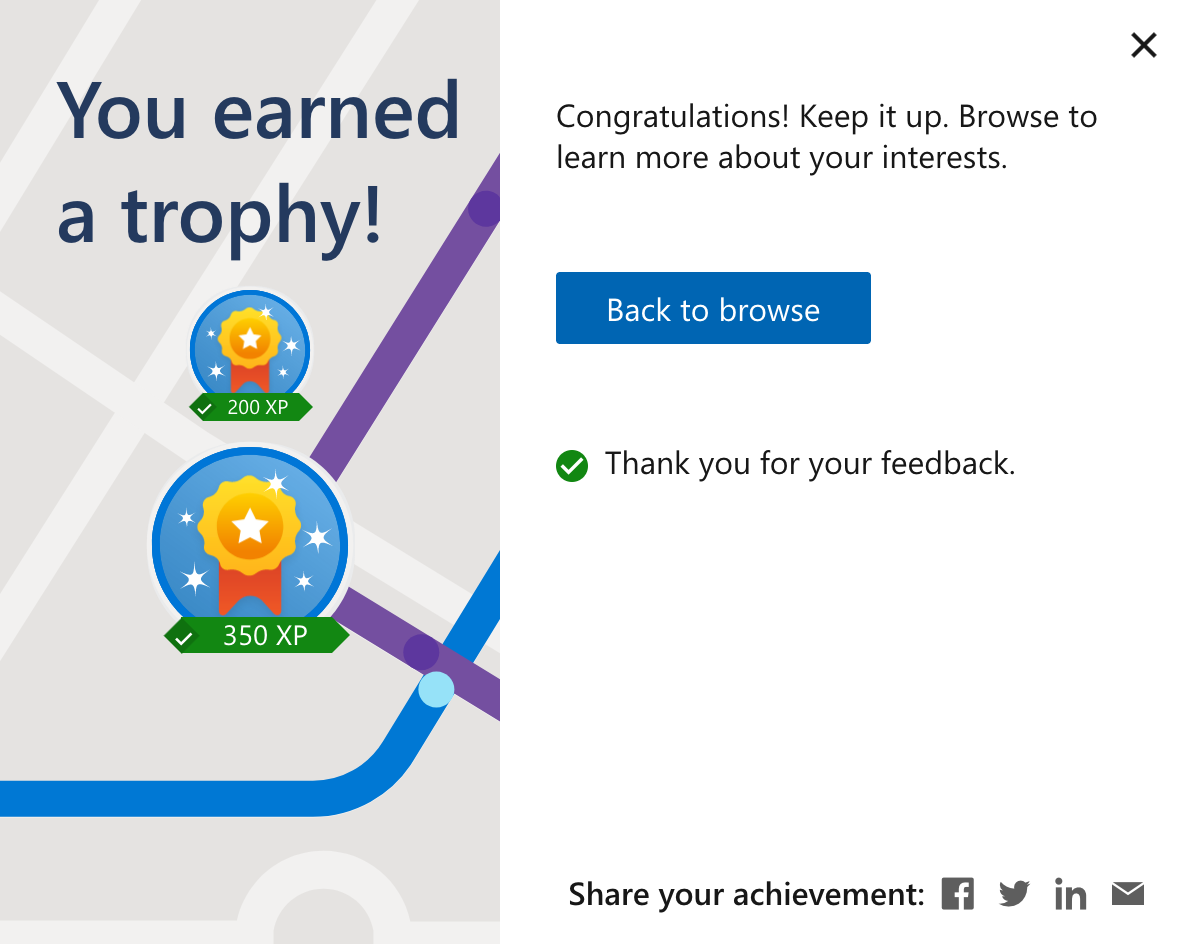 You earned
a trophy!
200 XP
350 XP
Congratulations! Keep it up. Browse to
learn more about your interests.
Back to browse
Thank you for your feedback.
Share your achievement: